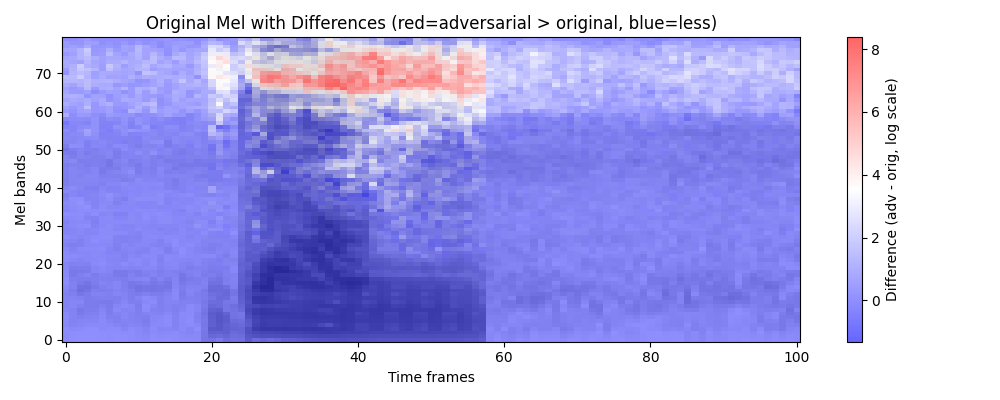 Original Mel with Differences (red=adversarial > original, blue=less)
70
60
50
40
30
20
10
0
Mel bands
0 20 40 60 80 100
Time frames
8
6
4
2
0
Difference (adv - orig, log scale)